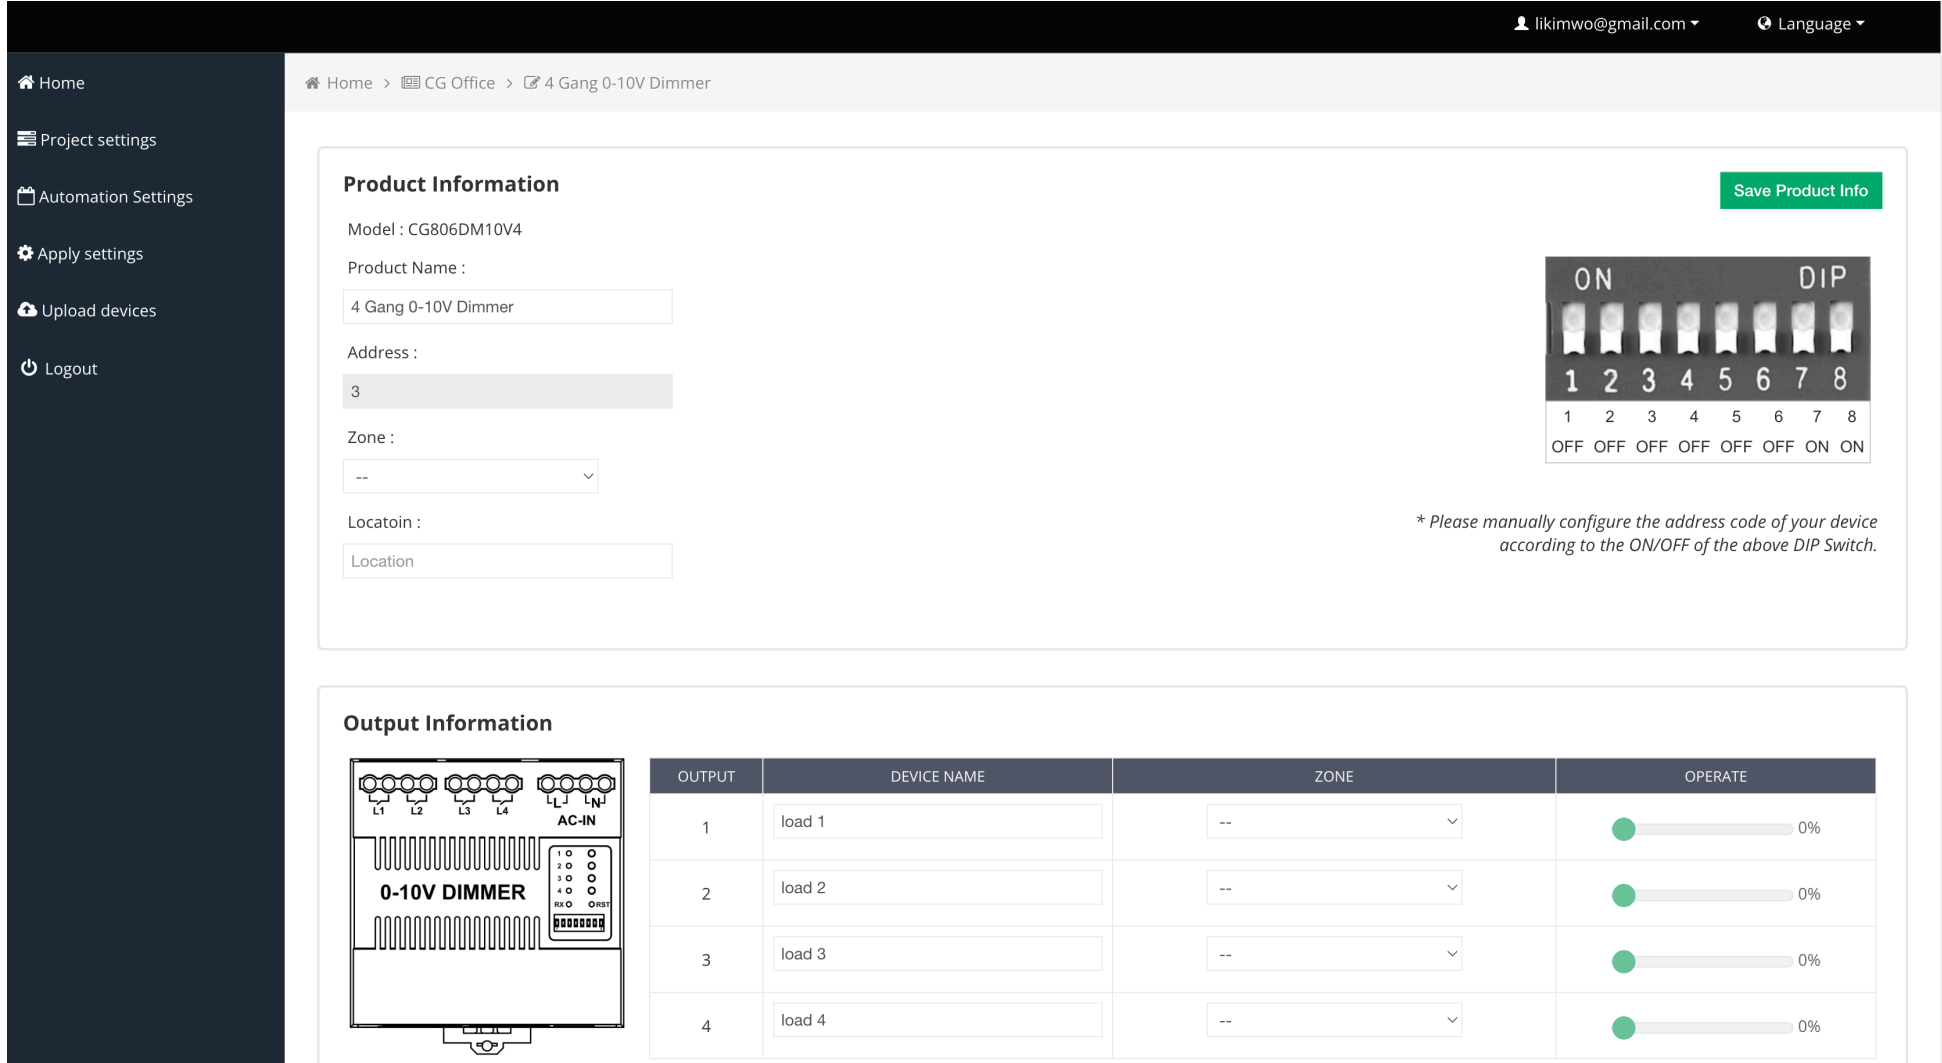 likimwo@gmail.com
Language
Home
Project settings
Automation Settings
Apply settings
Upload devices
Logout
Home > CG Office > 4 Gang 0-10V Dimmer
Product Information
Save Product Info
Model : CG806DM10V4
Product Name :
4 Gang 0-10V Dimmer
Address :
3
Zone :
--
Locatoin :
Location
ON DIP
1 2 3 4 5 6 7 8
1 2 3 4 5 6 7 8
OFF OFF OFF OFF OFF OFF ON ON
* Please manually configure the address code of your device
according to the ON/OFF of the above DIP Switch.
Output Information
L1 L2 L3 L4 L N
AC-IN
1
2
3
4
RX RST
0-10V DIMMER
OUTPUT DEVICE NAME ZONE OPERATE
1 load 1 -- 0%
2 load 2 -- 0%
3 load 3 -- 0%
4 load 4 -- 0%